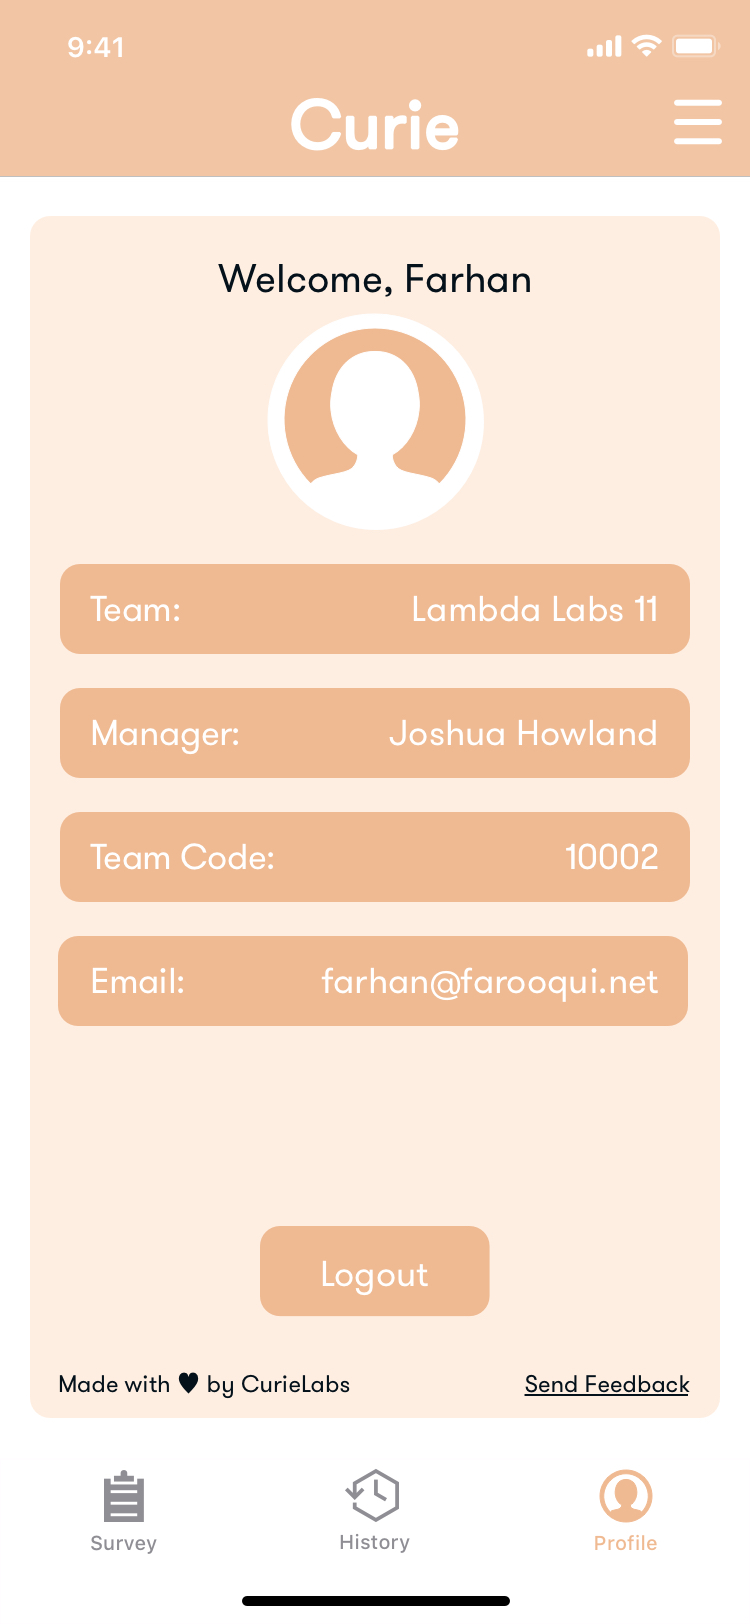 9:41
Curie
Welcome, Farhan
Team: Lambda Labs 11
Manager: Joshua Howland
Team Code: 10002
Email: farhan@farooqui.net
Logout
Made with ♥ by CurieLabs Send Feedback
Survey History Profile